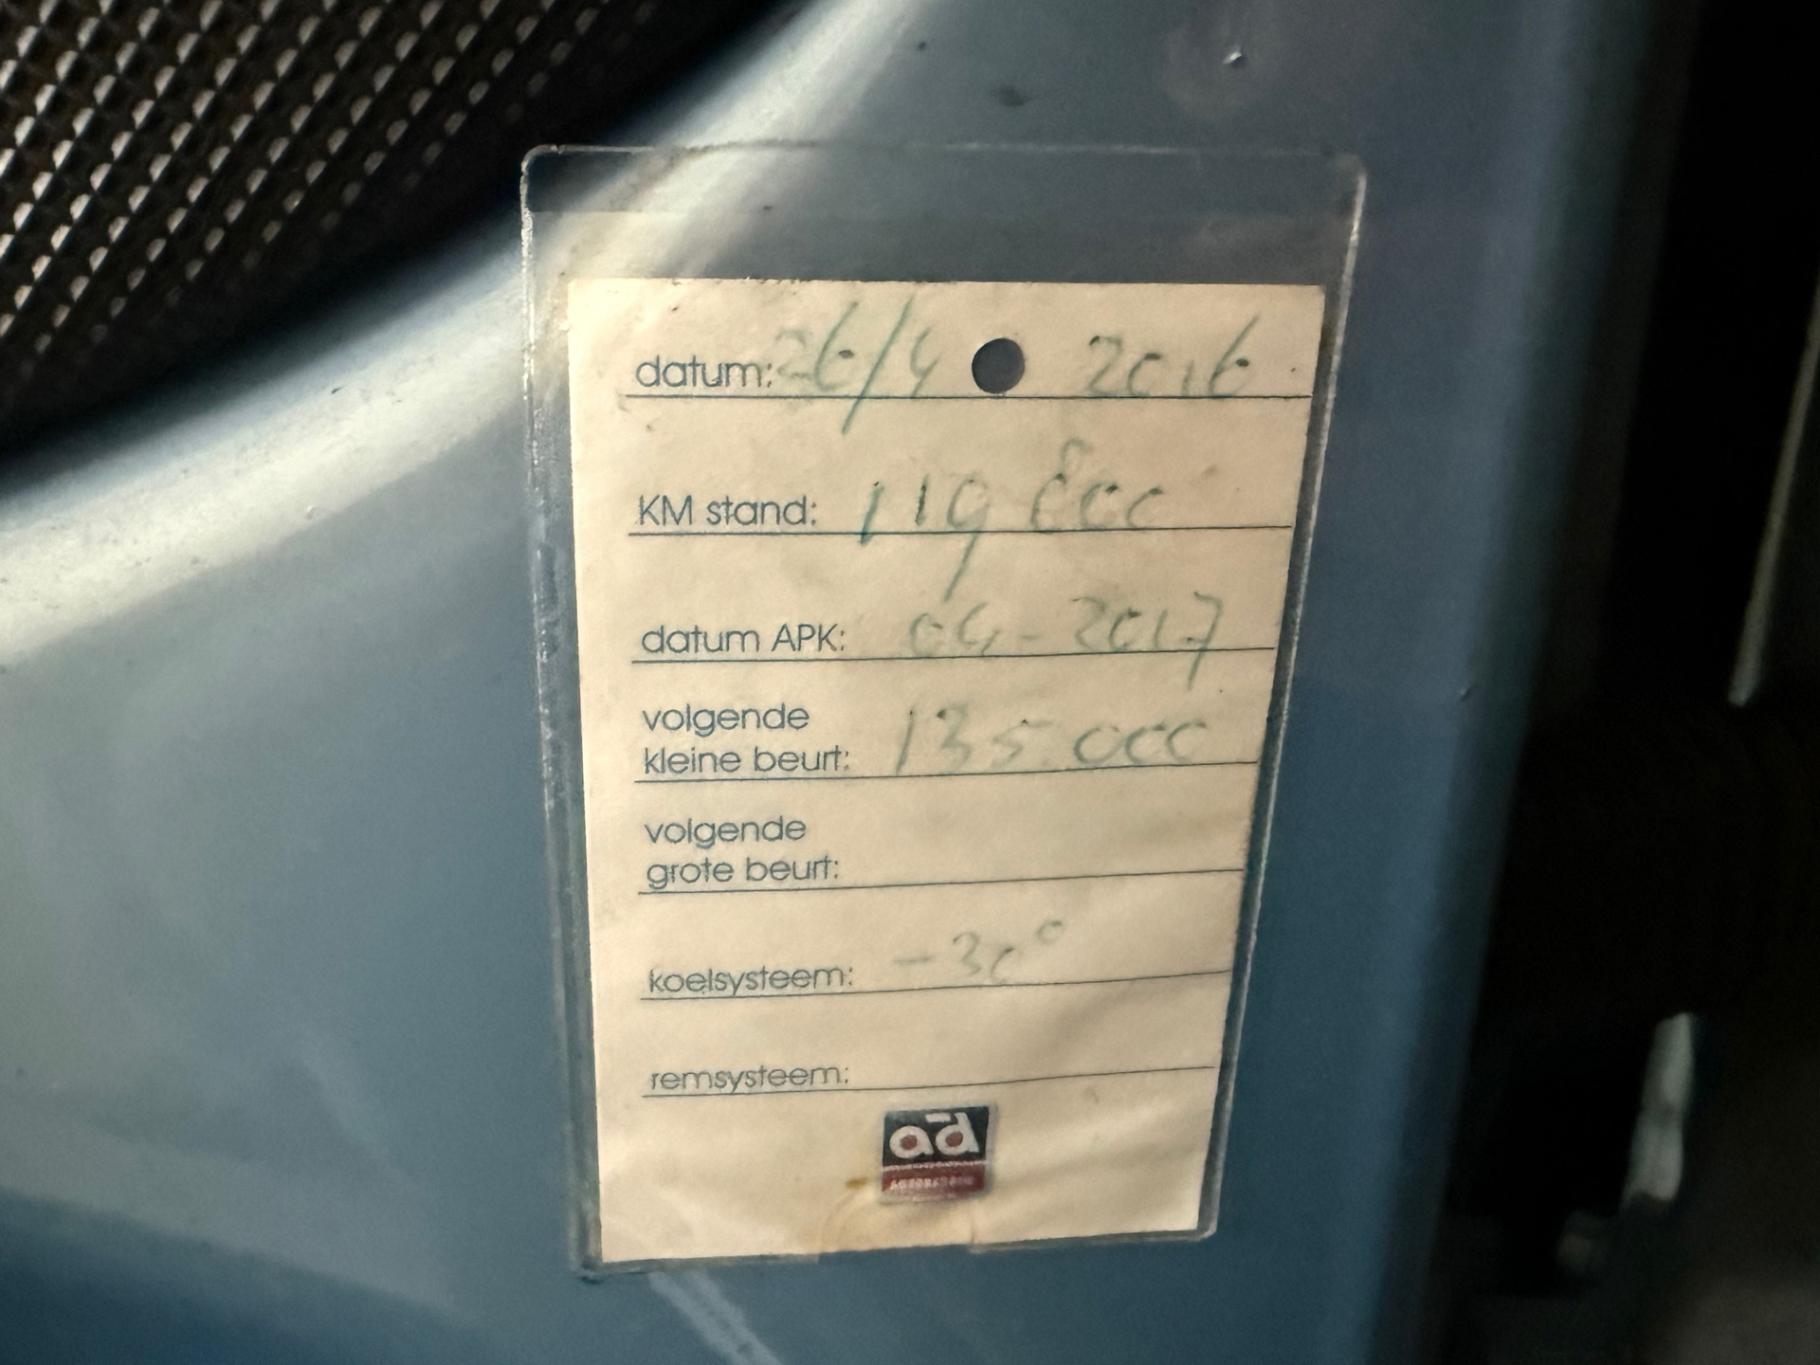 datum: 26/4 2016
KM stand: 119 800
datum APK: 04-2017
volgende
kleine beurt: 135.000
volgende
grote beurt:
koelsysteem: -30°
remsysteem:
ad